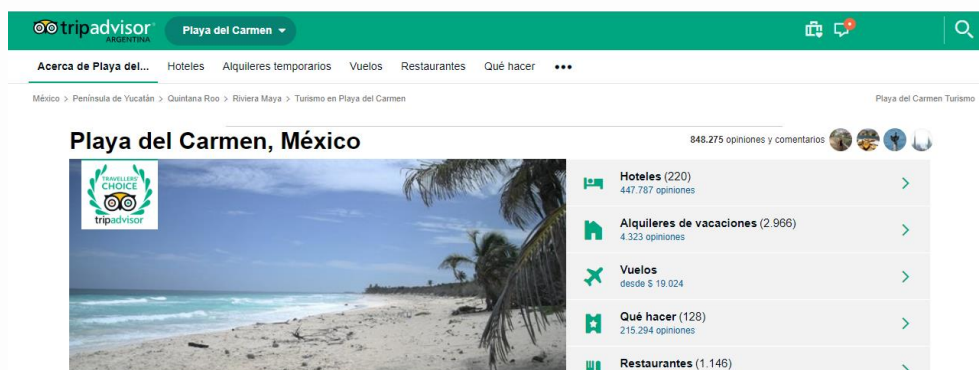 tripadvisor
ARGENTINA
Playa del Carmen
Acerca de Playa del... Hoteles Alquileres temporarios Vuelos Restaurantes Qué hacer •••
México > Península de Yucatán > Quintana Roo > Riviera Maya > Turismo en Playa del Carmen
Playa del Carmen Turismo
Playa del Carmen, México
848.275 opiniones y comentarios
TRAVELLERS'
CHOICE
tripadvisor
Hoteles (220)
447.787 opiniones
Alquileres de vacaciones (2.966)
4.323 opiniones
Vuelos
desde $ 19.024
Qué hacer (128)
215.294 opiniones
Restaurantes (1.146)